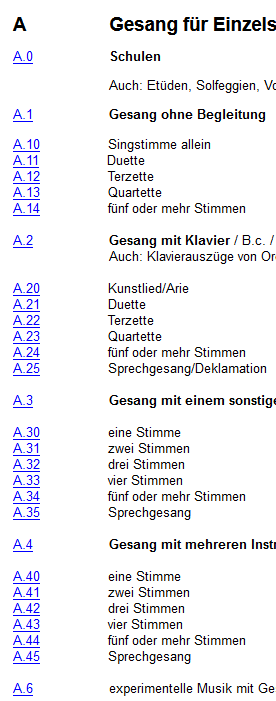 A Gesang für Einzels
A.0 Schulen
Auch: Etüden, Solfeggien, Vo
A.1 Gesang ohne Begleitung
A.10 Singstimme allein
A.11 Duette
A.12 Terzette
A.13 Quartette
A.14 fünf oder mehr Stimmen
A.2 Gesang mit Klavier / B.c. /
Auch: Klavierauszüge von Or
A.20 Kunstlied/Arie
A.21 Duette
A.22 Terzette
A.23 Quartette
A.24 fünf oder mehr Stimmen
A.25 Sprechgesang/Deklamation
A.3 Gesang mit einem sonstige
A.30 eine Stimme
A.31 zwei Stimmen
A.32 drei Stimmen
A.33 vier Stimmen
A.34 fünf oder mehr Stimmen
A.35 Sprechgesang
A.4 Gesang mit mehreren Instr
A.40 eine Stimme
A.41 zwei Stimmen
A.42 drei Stimmen
A.43 vier Stimmen
A.44 fünf oder mehr Stimmen
A.45 Sprechgesang
A.6 experimentelle Musik mit Ge